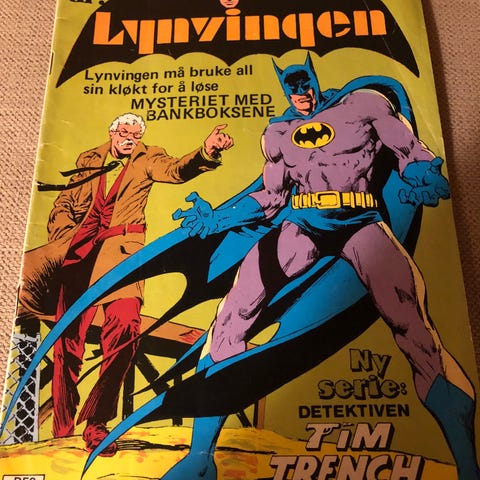 Lynvingen
Lynvingen må bruke all
sin kløkt for å løse
MYSTERIET MED
BANKBOKSENE
Ny
serie:
DETEKTIVEN
TIM
TRENCH